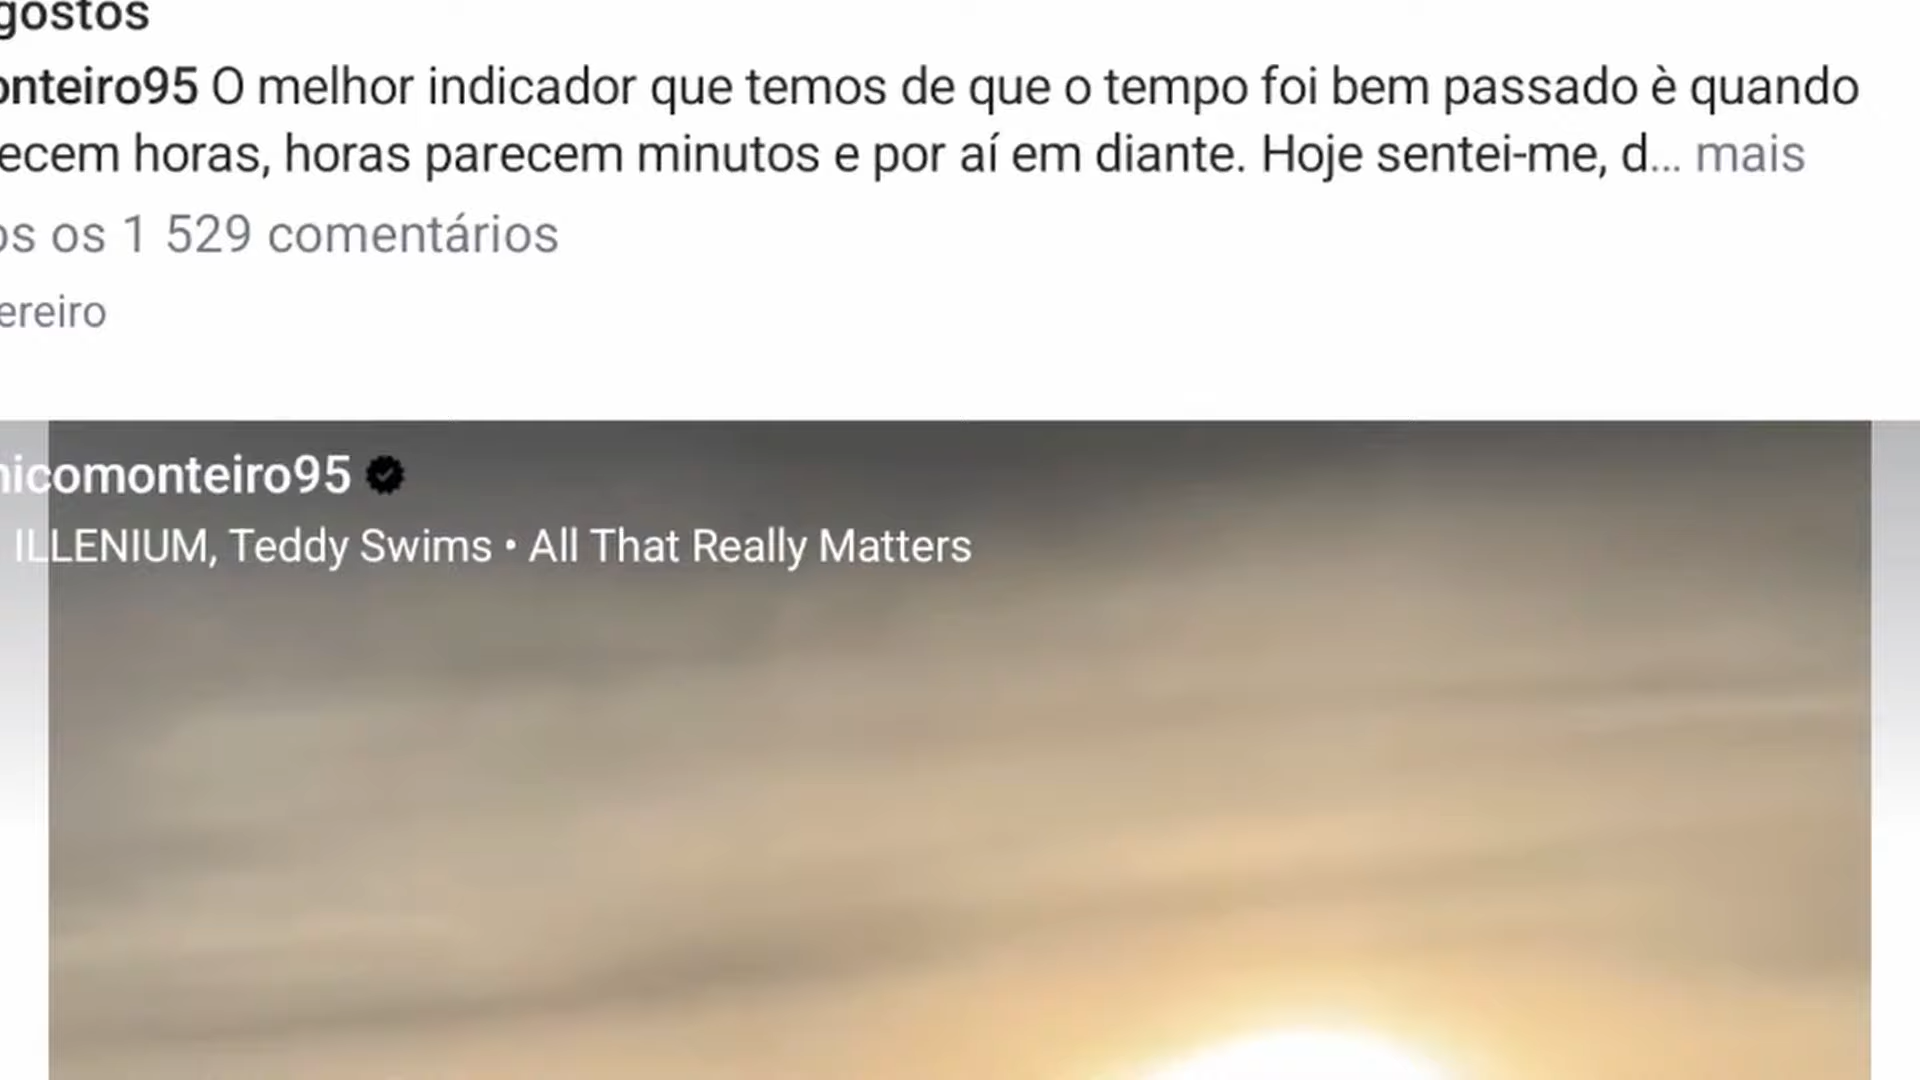 gostos
onteiro95 O melhor indicador que temos de que o tempo foi bem passado è quando
ecem horas, horas parecem minutos e por aí em diante. Hoje sentei-me, d... mais
os os 1 529 comentários
ereiro
nicomonteiro95
ILLENIUM, Teddy Swims • All That Really Matters